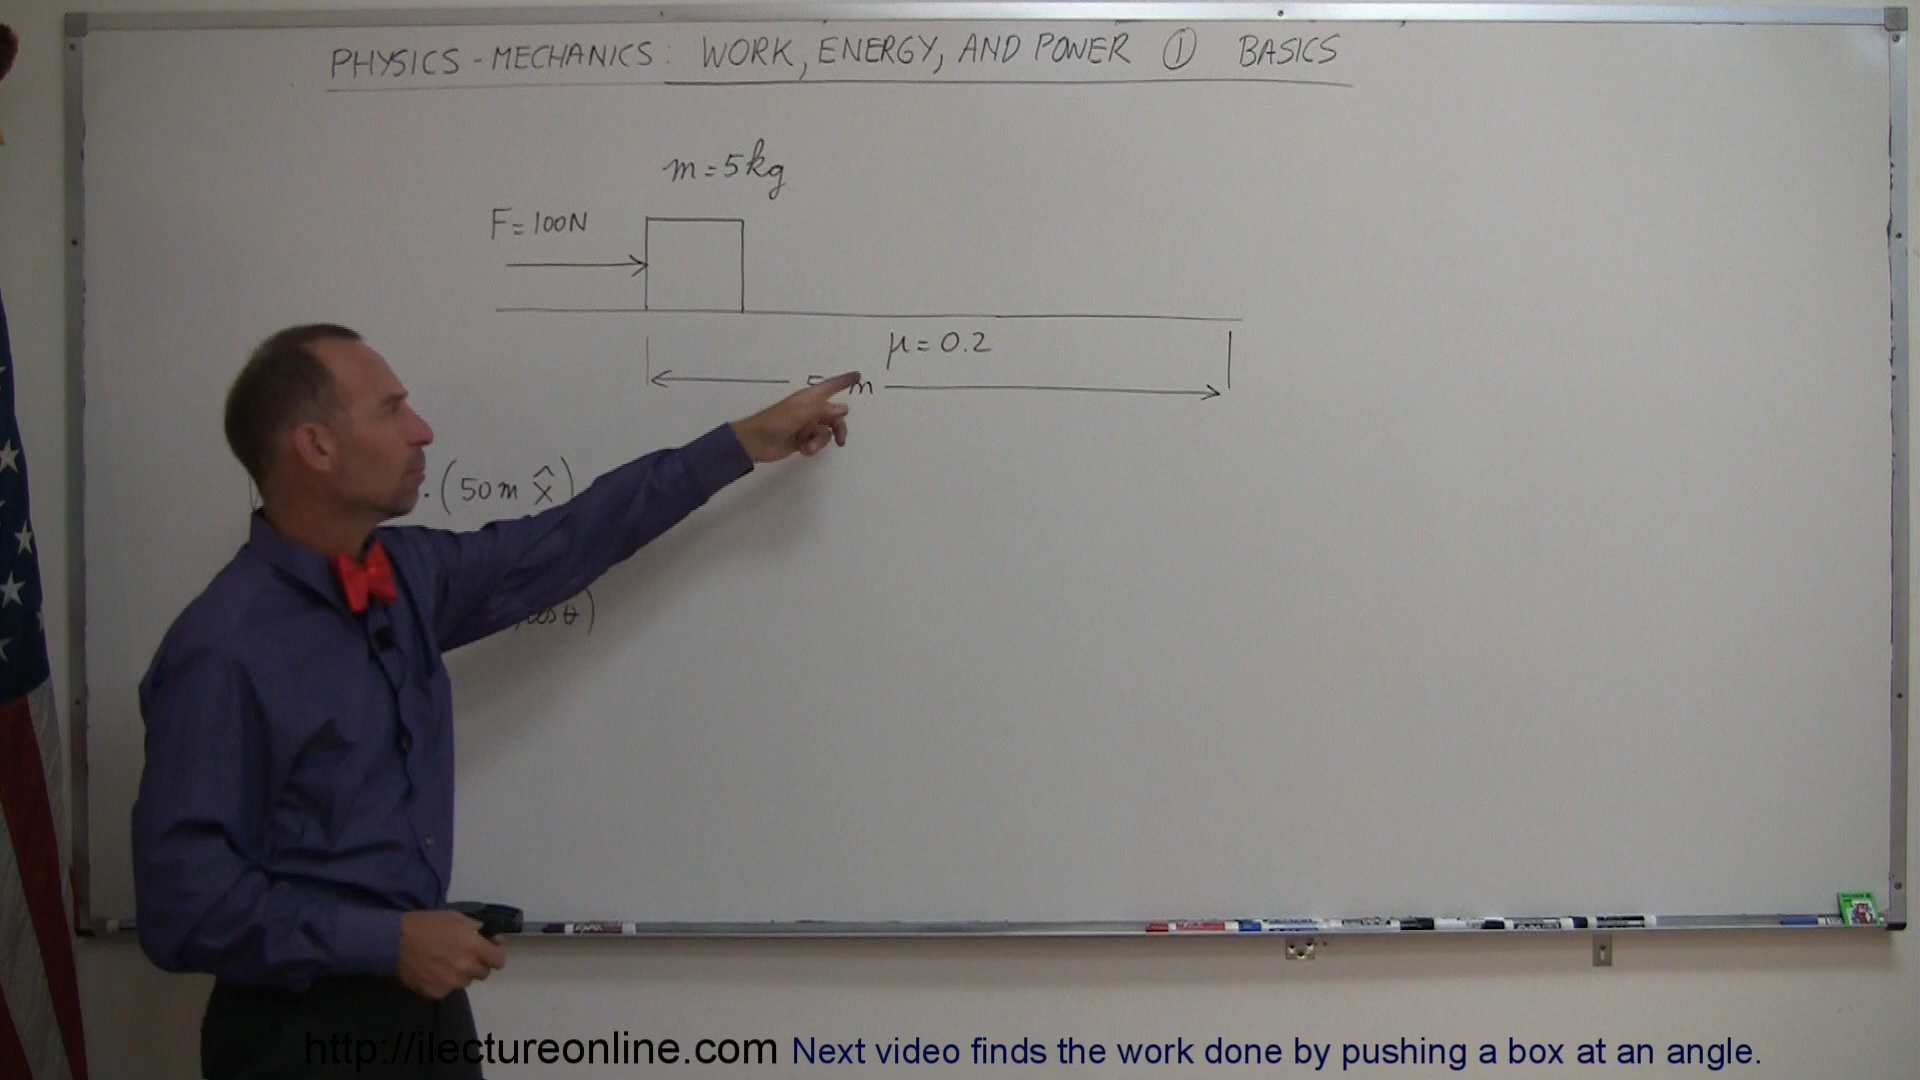 PHYSICS - MECHANICS: WORK, ENERGY, AND POWER ① BASICS
m = 5kg
F = 100N
μ = 0.2
m
. (50m x̂)
cos θ)
http://ilectureonline.com Next video finds the work done by pushing a box at an angle.